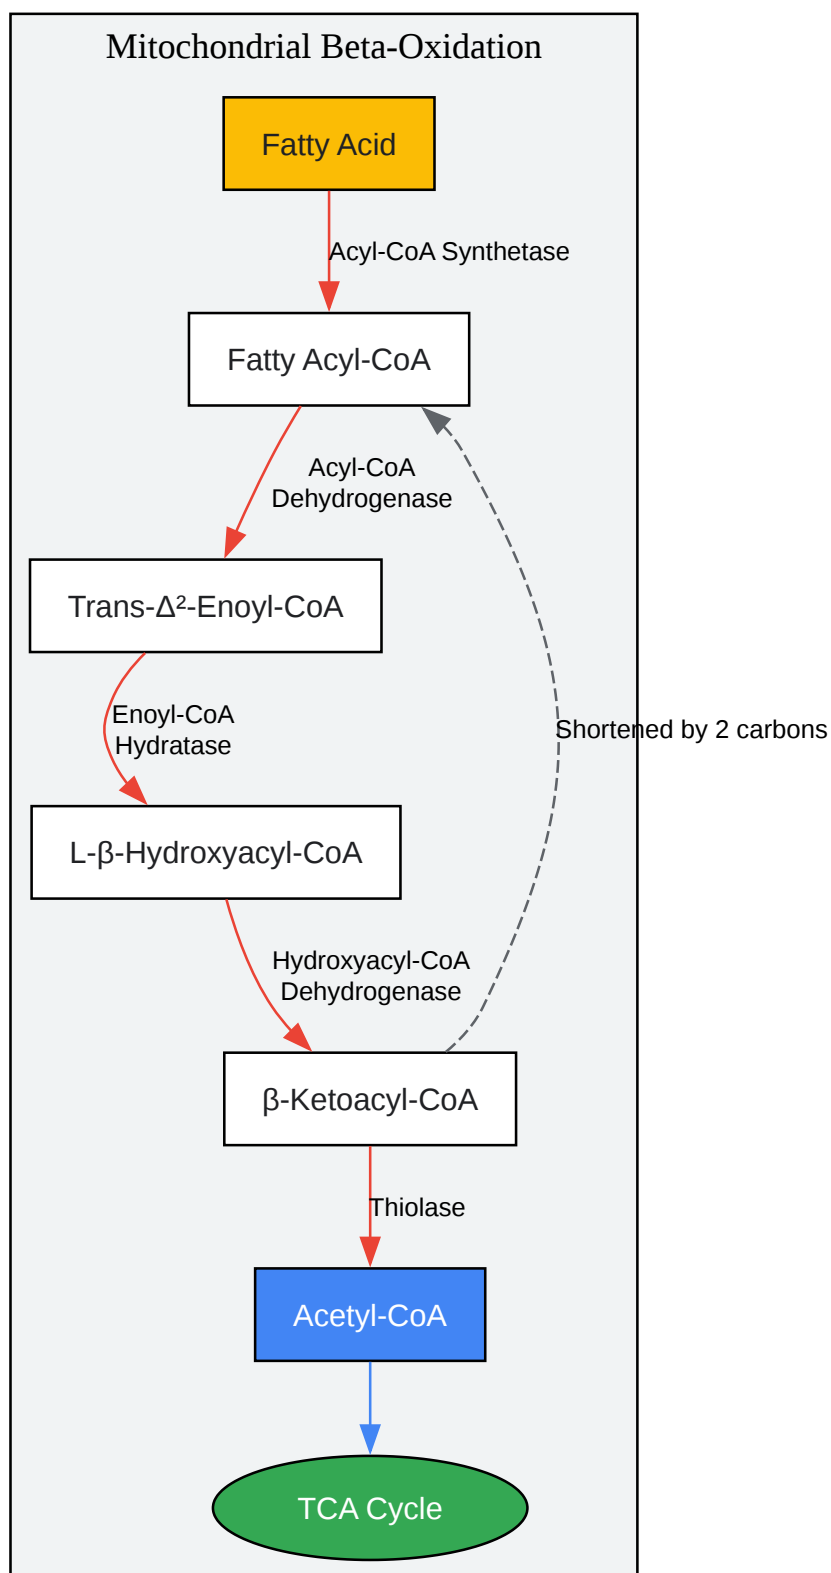 Mitochondrial Beta-Oxidation
Fatty Acid
Acyl-CoA Synthetase
Fatty Acyl-CoA
Acyl-CoA
Dehydrogenase
Trans-Δ²-Enoyl-CoA
Enoyl-CoA
Hydratase
Shortened by 2 carbons
L-β-Hydroxyacyl-CoA
Hydroxyacyl-CoA
Dehydrogenase
β-Ketoacyl-CoA
Thiolase
Acetyl-CoA
TCA Cycle